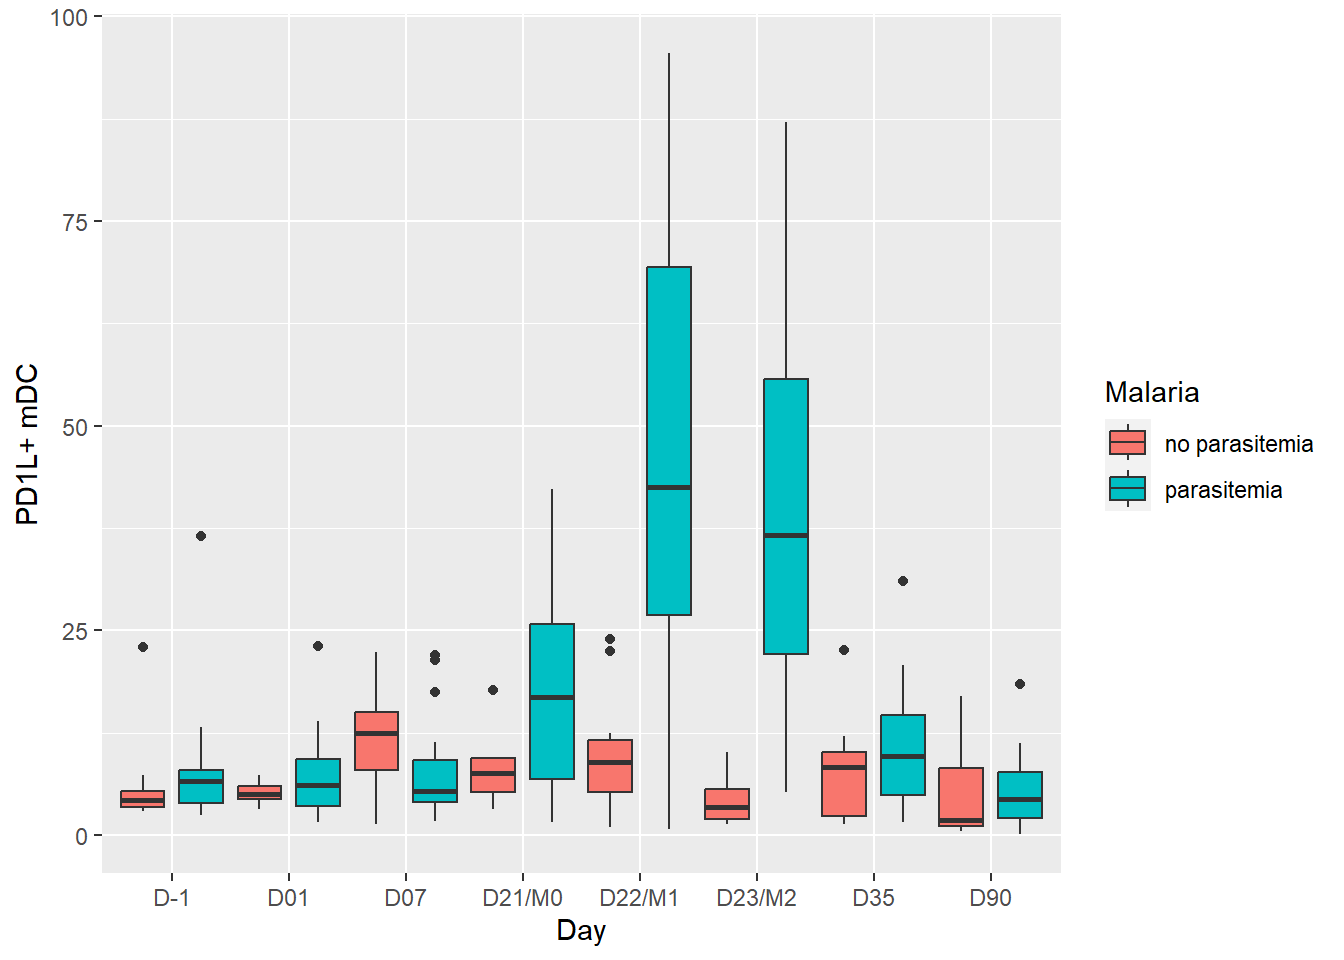 100
75
50
25
0
PD1L+ mDC
D-1 D01 D07 D21/M0 D22/M1 D23/M2 D35 D90
Day
Malaria
no parasitemia
parasitemia